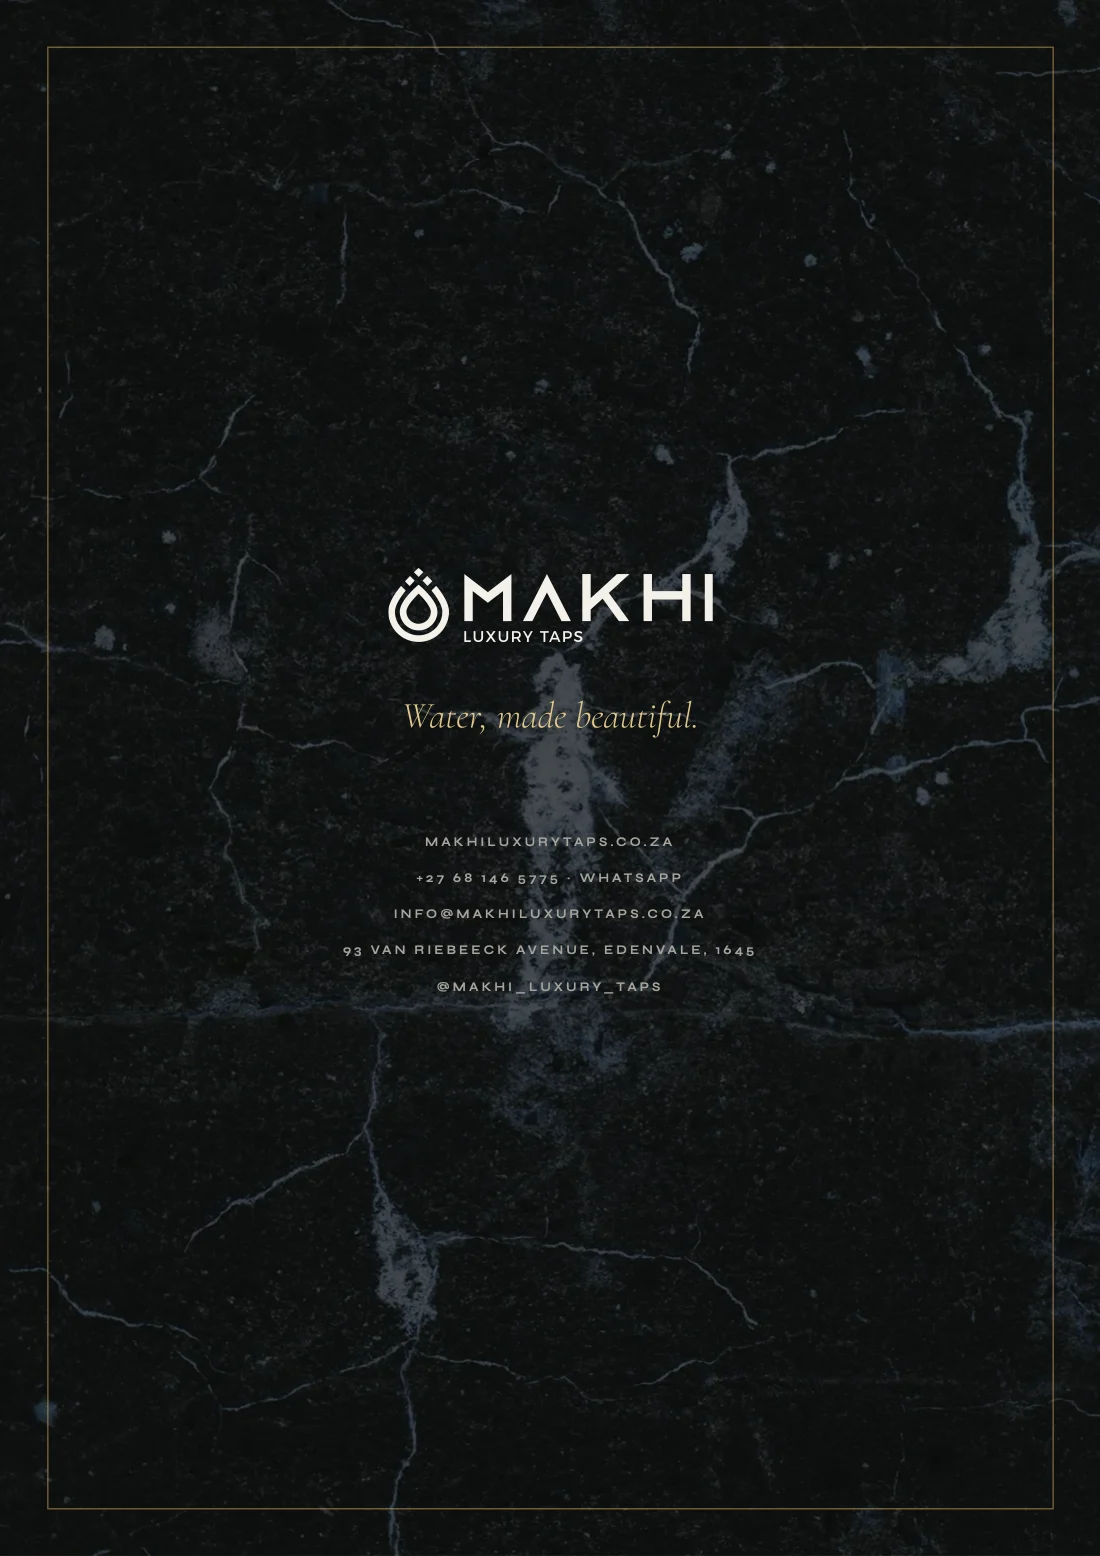 MAKHI
LUXURY TAPS
Water, made beautiful.
MAKHILUXURYTAPS.CO.ZA
+27 68 146 5775 · WHATSAPP
INFO@MAKHILUXURYTAPS.CO.ZA
93 VAN RIEBEECK AVENUE, EDENVALE, 1645
@MAKHI_LUXURY_TAPS